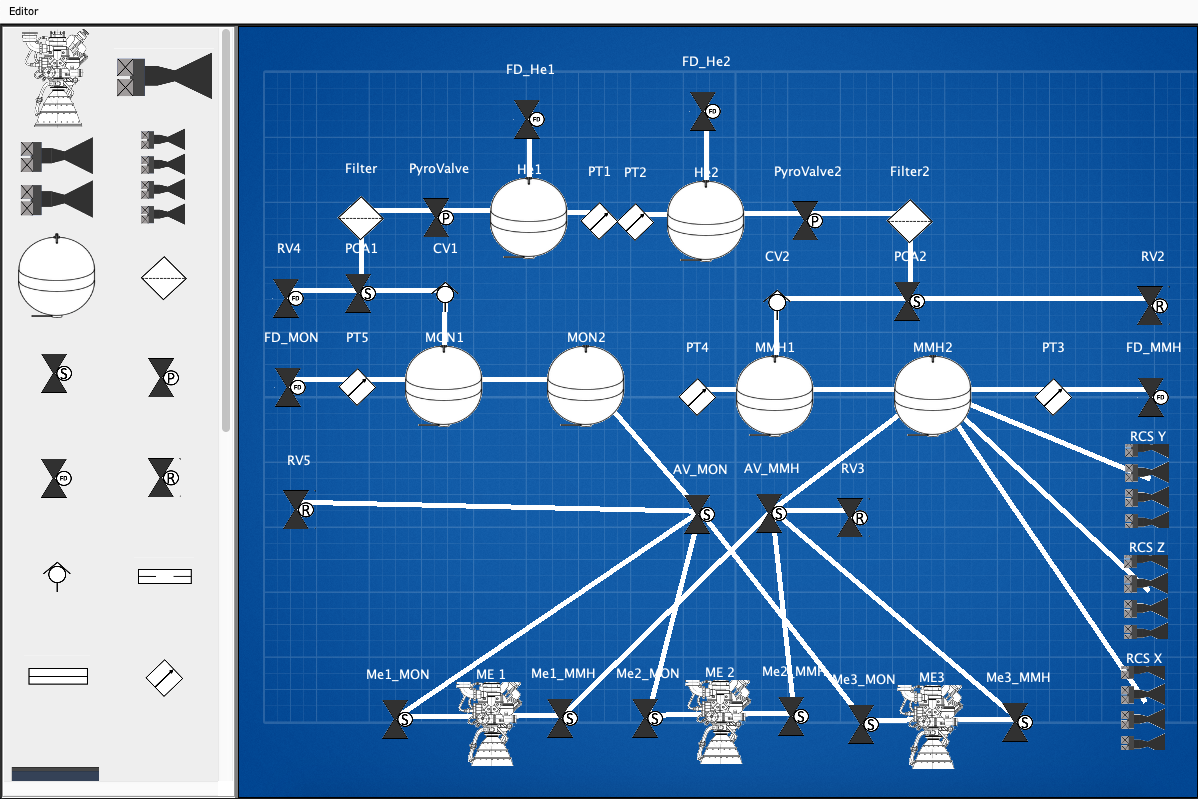 Editor
FD_He1
FD_He2
FD
FD
Filter
PyroValve
He1
PT1
PT2
He2
PyroValve2
Filter2
P
P
RV4
PCA1
CV1
CV2
PCA2
RV2
FD
S
S
R
FD_MON
PT5
MON1
MON2
PT4
MMH1
MMH2
PT3
FD_MMH
FD
FD
S
P
FD
R
RCS Y
RV5
AV_MON
AV_MMH
RV3
R
S
S
R
RCS Z
RCS X
Me1_MON
ME 1
Me1_MMH
Me2_MON
ME 2
Me2_MMH
Me3_MON
ME3
Me3_MMH
S
S
S
S
S
S